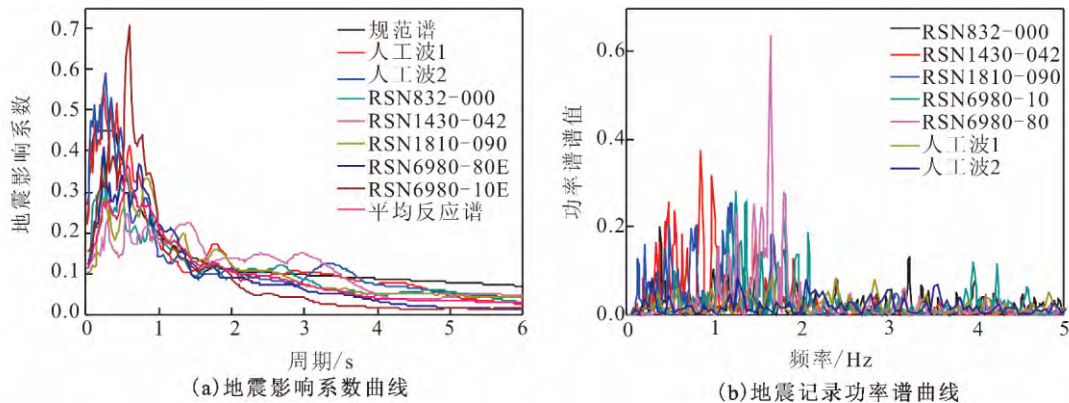 地震影响系数
0.7
0.6
0.5
0.4
0.3
0.2
0.1
0.0
0
1
2
3
4
5
6
规范谱
人工波1
人工波2
RSN832-000
RSN1430-042
RSN1810-090
RSN6980-80E
RSN6980-10E
平均反应谱
周期/s
(a)地震影响系数曲线
功率谱谱值
0.6
0.4
0.2
0.0
0
1
2
3
4
5
RSN832-000
RSN1430-042
RSN1810-090
RSN6980-10
RSN6980-80
人工波1
人工波2
频率/Hz
(b)地震记录功率谱曲线